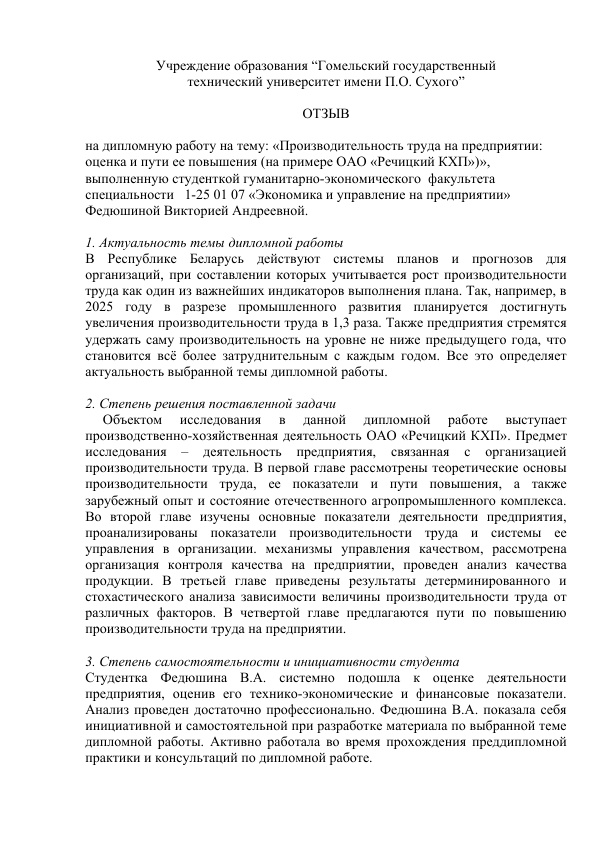 Учреждение образования “Гомельский государственный
технический университет имени П.О. Сухого”
ОТЗЫВ
на дипломную работу на тему: «Производительность труда на предприятии:
оценка и пути ее повышения (на примере ОАО «Речицкий КХП»)»,
выполненную студенткой гуманитарно-экономического факультета
специальности 1-25 01 07 «Экономика и управление на предприятии»
Федюшиной Викторией Андреевной.
1. Актуальность темы дипломной работы
В Республике Беларусь действуют системы планов и прогнозов для
организаций, при составлении которых учитывается рост производительности
труда как один из важнейших индикаторов выполнения плана. Так, например, в
2025 году в разрезе промышленного развития планируется достигнуть
увеличения производительности труда в 1,3 раза. Также предприятия стремятся
удержать саму производительность на уровне не ниже предыдущего года, что
становится всё более затруднительным с каждым годом. Все это определяет
актуальность выбранной темы дипломной работы.
2. Степень решения поставленной задачи
Объектом исследования в данной дипломной работе выступает
производственно-хозяйственная деятельность ОАО «Речицкий КХП». Предмет
исследования – деятельность предприятия, связанная с организацией
производительности труда. В первой главе рассмотрены теоретические основы
производительности труда, ее показатели и пути повышения, а также
зарубежный опыт и состояние отечественного агропромышленного комплекса.
Во второй главе изучены основные показатели деятельности предприятия,
проанализированы показатели производительности труда и системы ее
управления в организации. механизмы управления качеством, рассмотрена
организация контроля качества на предприятии, проведен анализ качества
продукции. В третьей главе приведены результаты детерминированного и
стохастического анализа зависимости величины производительности труда от
различных факторов. В четвертой главе предлагаются пути по повышению
производительности труда на предприятии.
3. Степень самостоятельности и инициативности студента
Студентка Федюшина В.А. системно подошла к оценке деятельности
предприятия, оценив его технико-экономические и финансовые показатели.
Анализ проведен достаточно профессионально. Федюшина В.А. показала себя
инициативной и самостоятельной при разработке материала по выбранной теме
дипломной работы. Активно работала во время прохождения преддипломной
практики и консультаций по дипломной работе.